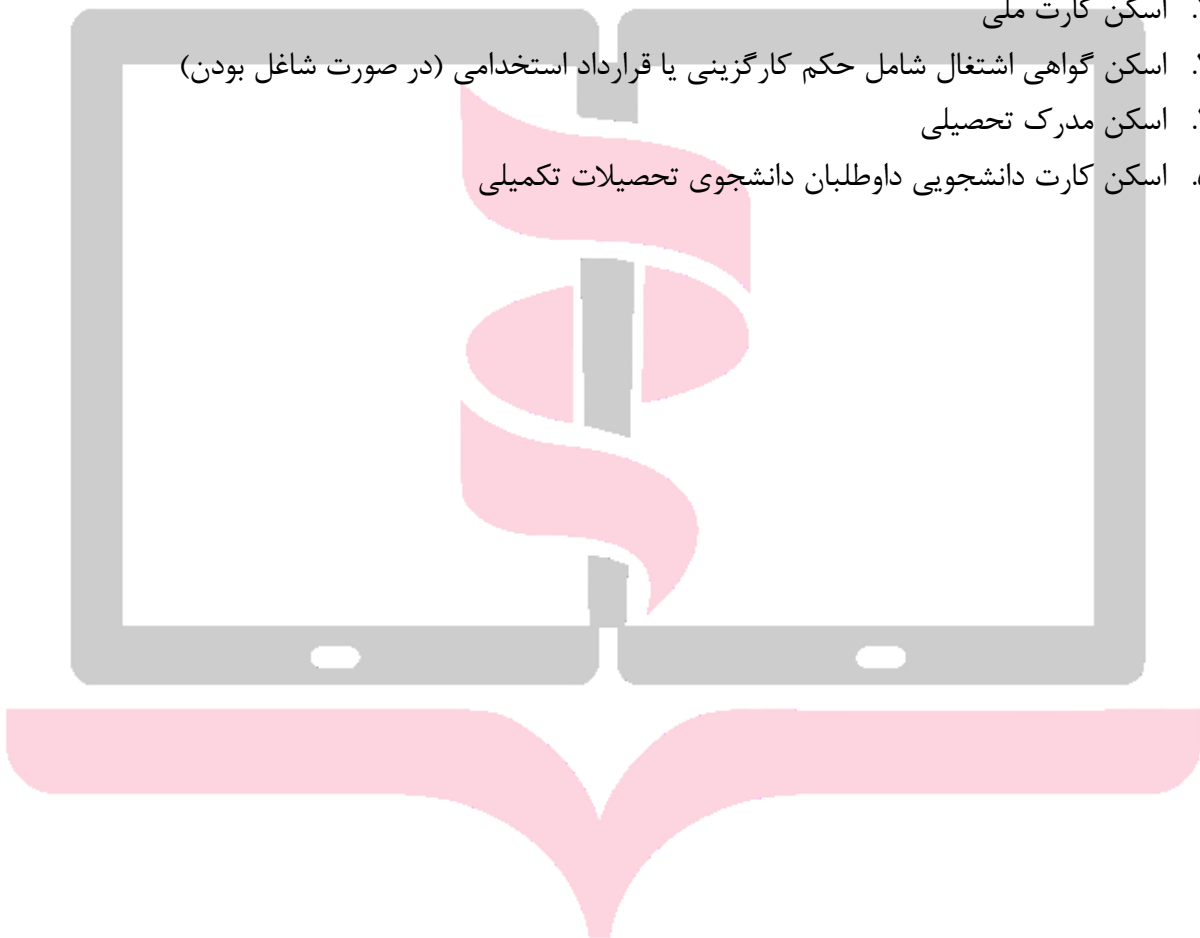 اسکن کارت ملی
اسکن گواهی اشتغال شامل حکم کارگزینی یا قرارداد استخدامی (در صورت شاغل بودن)
اسکن مدرک تحصیلی
اسکن کارت دانشجویی داوطلبان دانشجوی تحصیلات تکمیلی